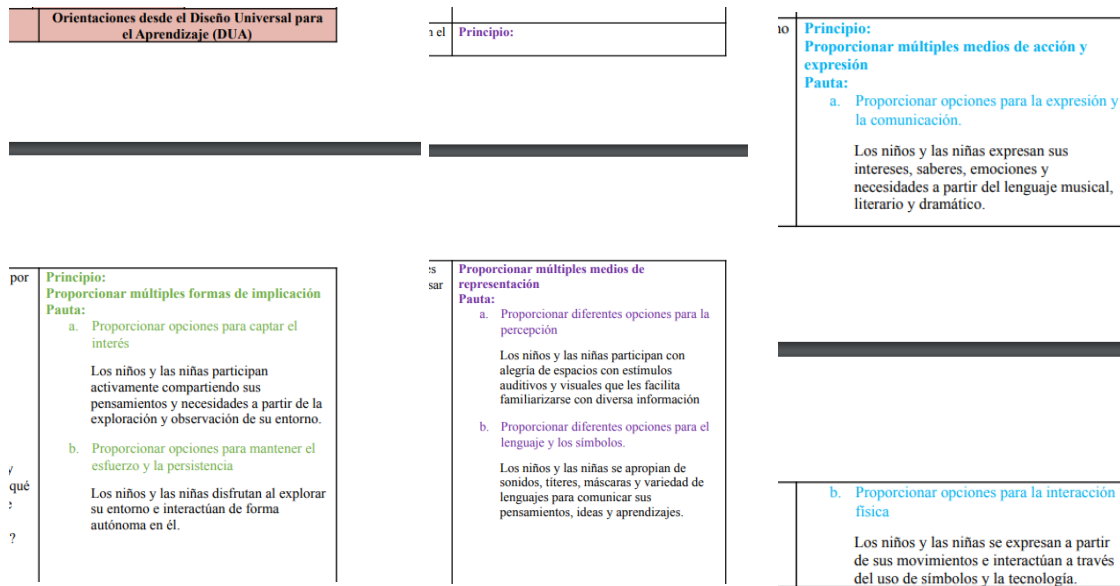 Orientaciones desde el Diseño Universal para
el Aprendizaje (DUA)
por
Principio:
Proporcionar múltiples formas de implicación
Pauta:
a. Proporcionar opciones para captar el
interés
Los niños y las niñas participan
activamente compartiendo sus
pensamientos y necesidades a partir de la
exploración y observación de su entorno.
b. Proporcionar opciones para mantener el
esfuerzo y la persistencia
y
qué
Los niños y las niñas disfrutan al explorar
su entorno e interactúan de forma
autónoma en él.
?
n el
Principio:
es
sar
Proporcionar múltiples medios de
representación
Pauta:
a. Proporcionar diferentes opciones para la
percepción
Los niños y las niñas participan con
alegría de espacios con estímulos
auditivos y visuales que les facilita
familiarizarse con diversa información
b. Proporcionar diferentes opciones para el
lenguaje y los símbolos.
Los niños y las niñas se apropian de
sonidos, títeres, máscaras y variedad de
lenguajes para comunicar sus
pensamientos, ideas y aprendizajes.
no
Principio:
Proporcionar múltiples medios de acción y
expresión
Pauta:
a. Proporcionar opciones para la expresión y
la comunicación.
Los niños y las niñas expresan sus
intereses, saberes, emociones y
necesidades a partir del lenguaje musical,
literario y dramático.
b. Proporcionar opciones para la interacción
física
Los niños y las niñas se expresan a partir
de sus movimientos e interactúan a través
del uso de símbolos y la tecnología.